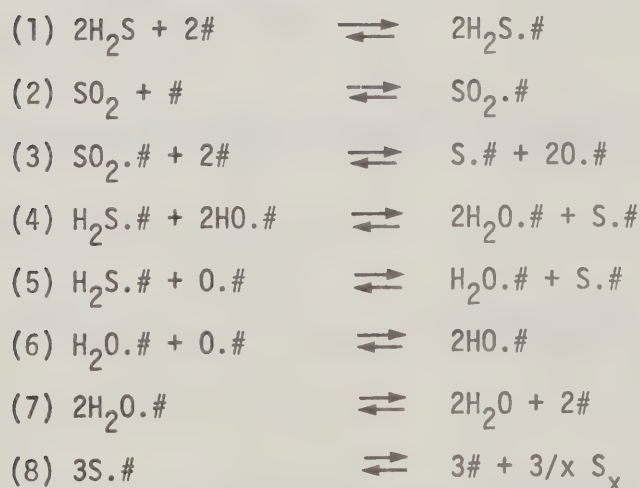 (1) 2H₂S + 2# ⇌ 2H₂S.#
(2) SO₂ + # ⇌ SO₂.#
(3) SO₂.# + 2# ⇌ S.# + 2O.#
(4) H₂S.# + 2HO.# ⇌ 2H₂O.# + S.#
(5) H₂S.# + O.# ⇌ H₂O.# + S.#
(6) H₂O.# + O.# ⇌ 2HO.#
(7) 2H₂O.# ⇌ 2H₂O + 2#
(8) 3S.# ⇌ 3# + 3/x Sₓ